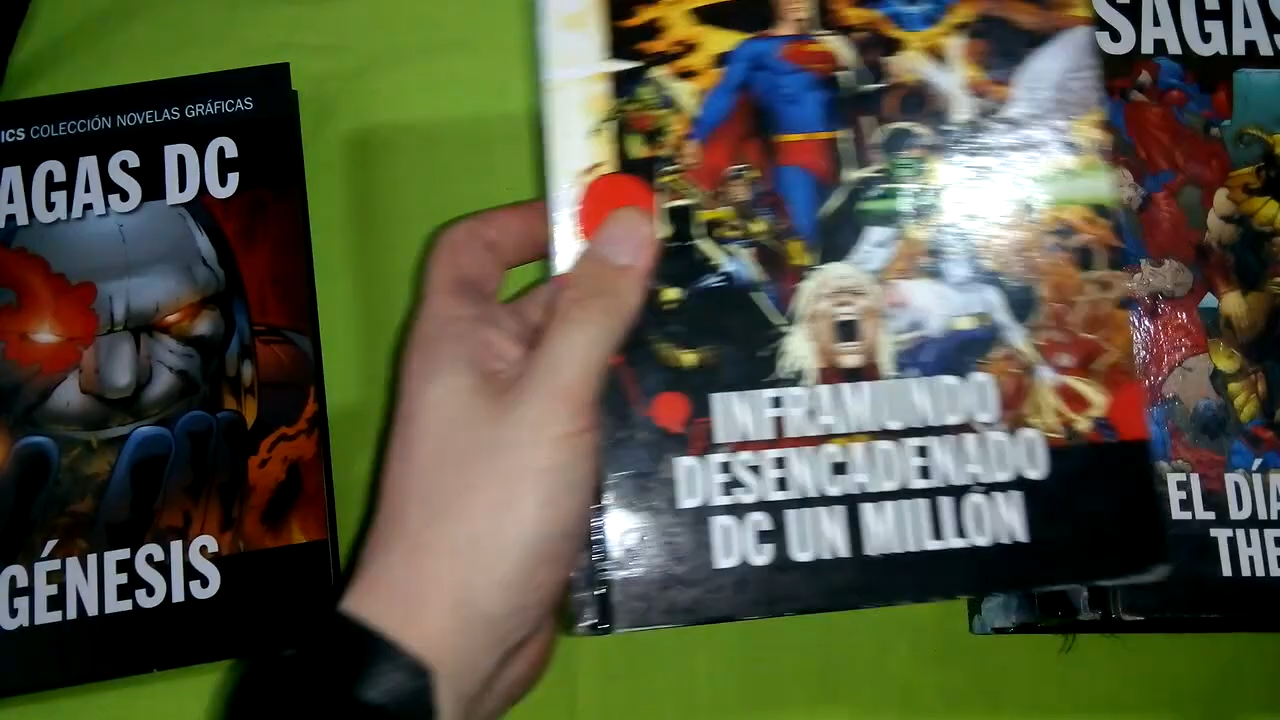 ICS COLECCIÓN NOVELAS GRÁFICAS
AGAS DC
GÉNESIS
INFRAMUNDO
DESENCADENADO
DC UN MILLÓN
SAGAS
EL DÍA
THE